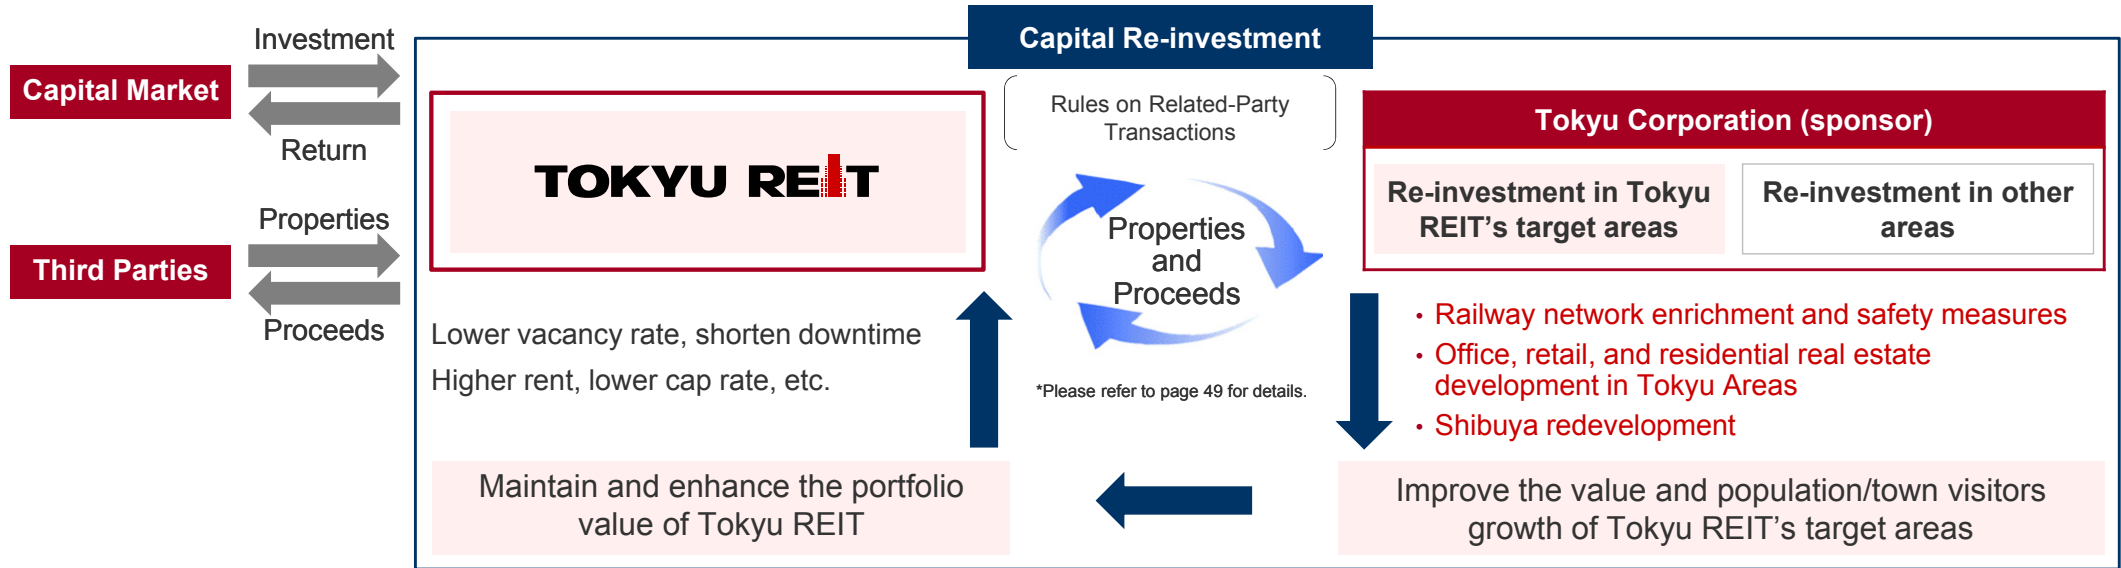 Capital Re-investment
Investment
Capital Market
Return
Properties
Third Parties
Proceeds
TOKYU REIT
Rules on Related-Party
Transactions
Properties
and
Proceeds
*Please refer to page 49 for details.
Tokyu Corporation (sponsor)
Re-investment in Tokyu
REIT’s target areas
Re-investment in other
areas
Lower vacancy rate, shorten downtime
Higher rent, lower cap rate, etc.
• Railway network enrichment and safety measures
• Office, retail, and residential real estate
development in Tokyu Areas
• Shibuya redevelopment
Maintain and enhance the portfolio
value of Tokyu REIT
Improve the value and population/town visitors
growth of Tokyu REIT’s target areas